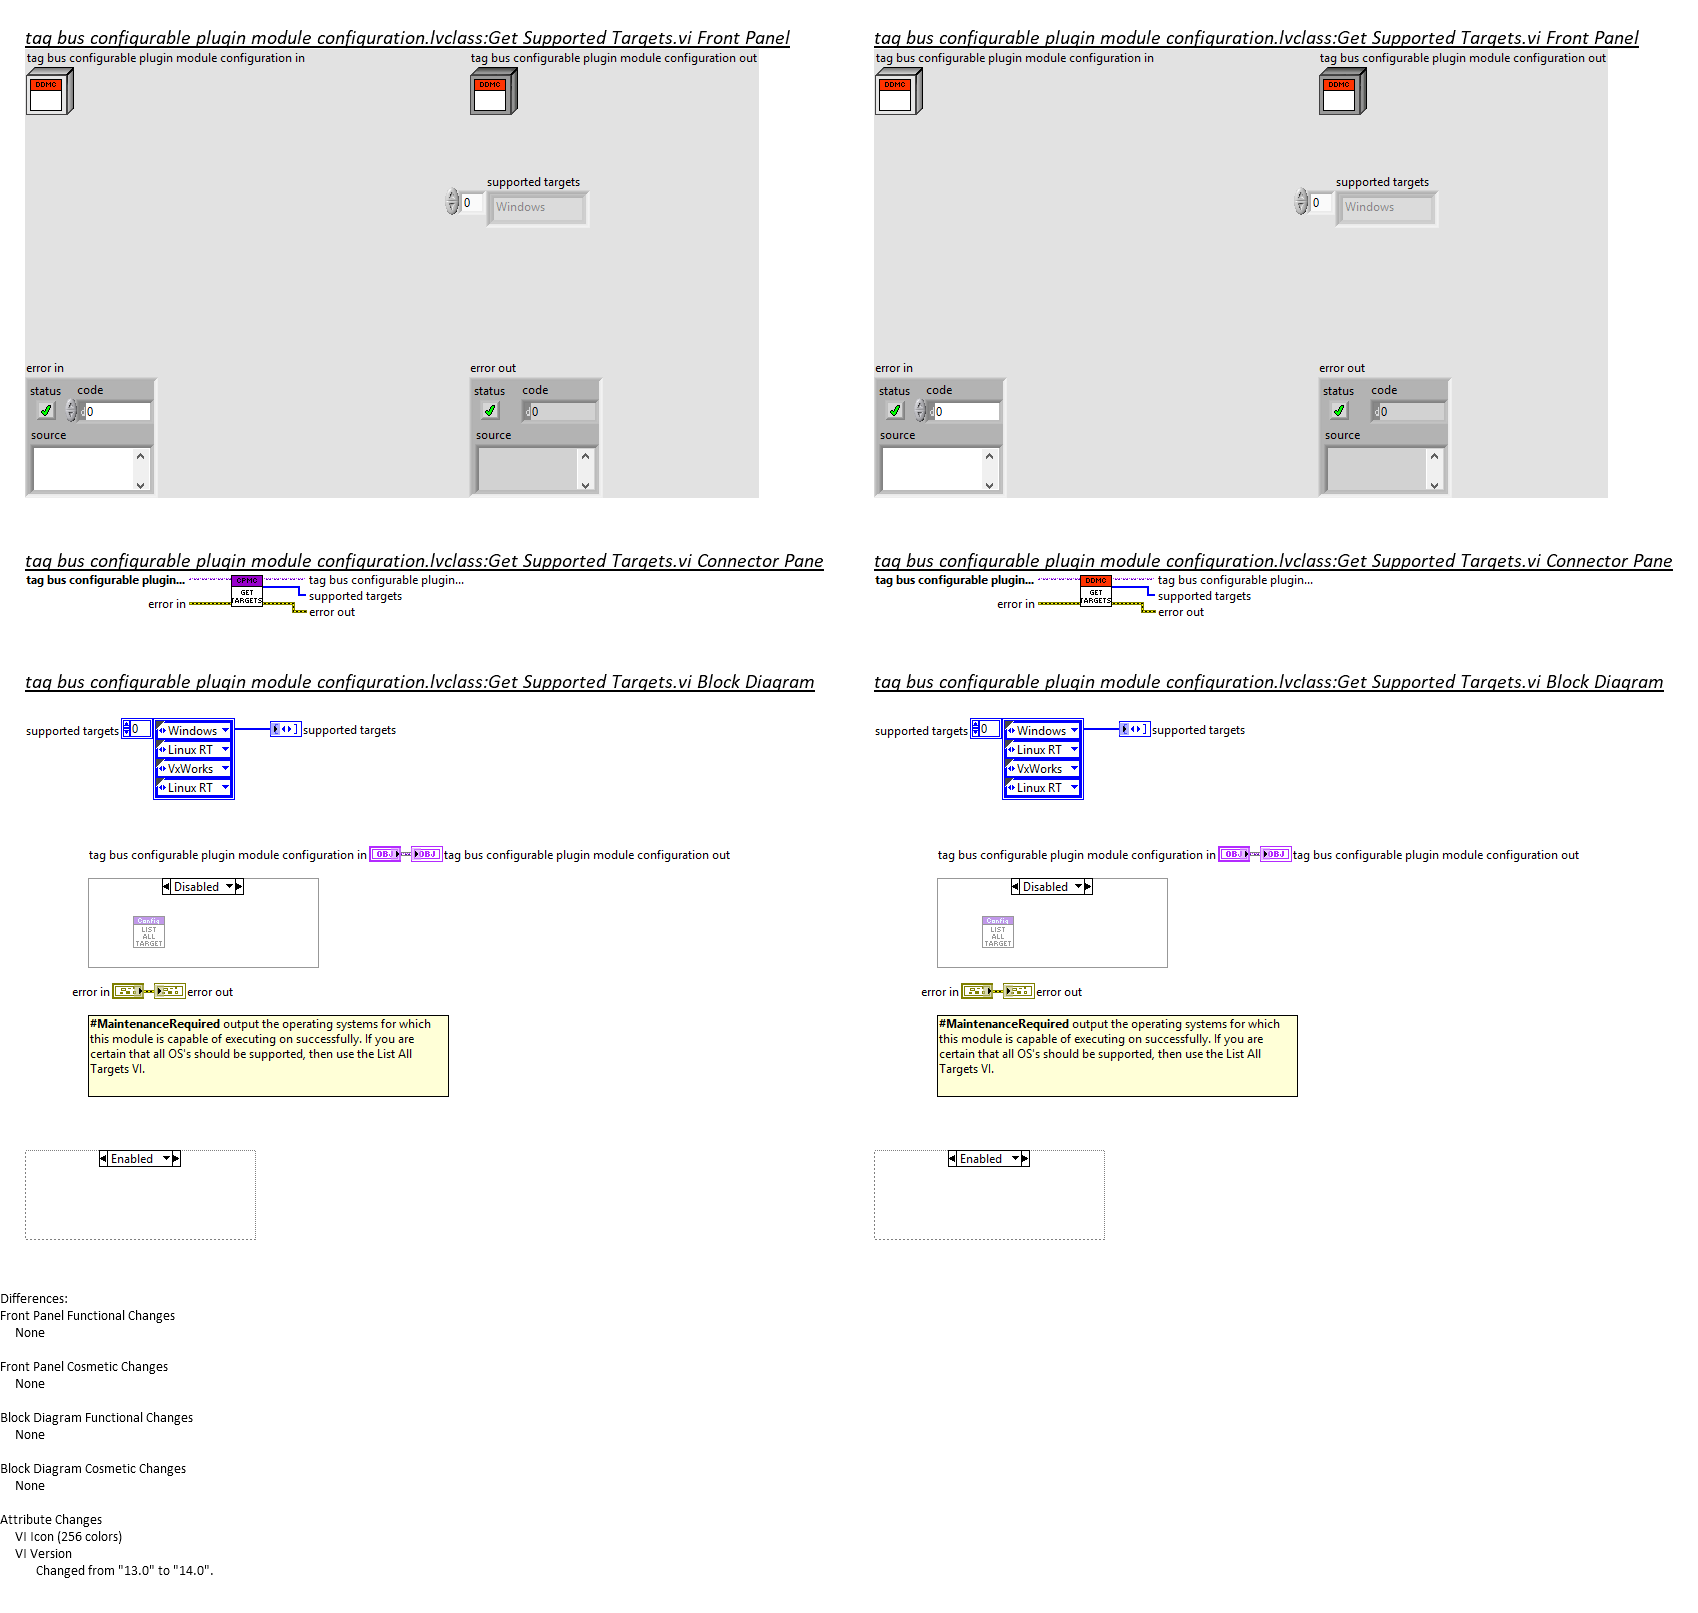 tag bus configurable plugin module configuration.lvclass:Get Supported Targets.vi Front Panel
tag bus configurable plugin module configuration in
tag bus configurable plugin module configuration out
DDMC
DDMC
supported targets
0
Windows
error in
error out
status
code
status
code
0
0
source
source
tag bus configurable plugin module configuration.lvclass:Get Supported Targets.vi Connector Pane
tag bus configurable plugin...
CPMC
GET
TARGETS
tag bus configurable plugin...
supported targets
error in
error out
tag bus configurable plugin module configuration.lvclass:Get Supported Targets.vi Block Diagram
supported targets
0
Windows
Linux RT
VxWorks
Linux RT
supported targets
tag bus configurable plugin module configuration in
OBJ
OBJ
tag bus configurable plugin module configuration out
Disabled
Config
LIST
ALL
TARGET
error in
error out
#MaintenanceRequired output the operating systems for which
this module is capable of executing on successfully. If you are
certain that all OS's should be supported, then use the List All
Targets VI.
Enabled
tag bus configurable plugin module configuration.lvclass:Get Supported Targets.vi Front Panel
tag bus configurable plugin module configuration in
tag bus configurable plugin module configuration out
DDMC
DDMC
supported targets
0
Windows
error in
error out
status
code
status
code
0
0
source
source
tag bus configurable plugin module configuration.lvclass:Get Supported Targets.vi Connector Pane
tag bus configurable plugin...
DDMC
GET
TARGETS
tag bus configurable plugin...
supported targets
error in
error out
tag bus configurable plugin module configuration.lvclass:Get Supported Targets.vi Block Diagram
supported targets
0
Windows
Linux RT
VxWorks
Linux RT
supported targets
tag bus configurable plugin module configuration in
OBJ
OBJ
tag bus configurable plugin module configuration out
Disabled
Config
LIST
ALL
TARGET
error in
error out
#MaintenanceRequired output the operating systems for which
this module is capable of executing on successfully. If you are
certain that all OS's should be supported, then use the List All
Targets VI.
Enabled
Differences:
Front Panel Functional Changes
None
Front Panel Cosmetic Changes
None
Block Diagram Functional Changes
None
Block Diagram Cosmetic Changes
None
Attribute Changes
VI Icon (256 colors)
VI Version
Changed from "13.0" to "14.0".